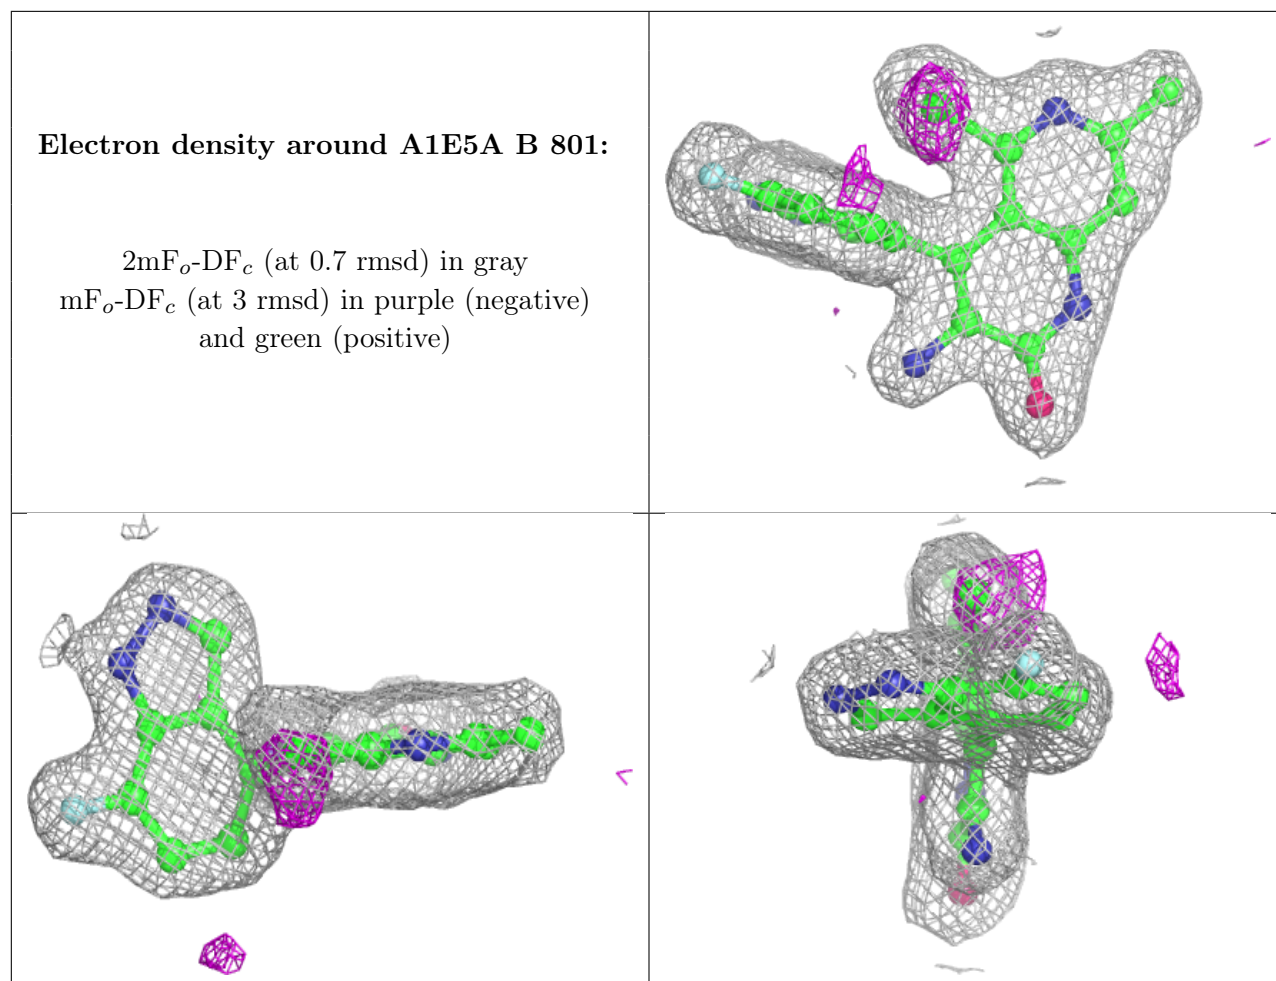 Electron density around A1E5A B 801:
2mFo-DFc (at 0.7 rmsd) in gray
mFo-DFc (at 3 rmsd) in purple (negative)
and green (positive)